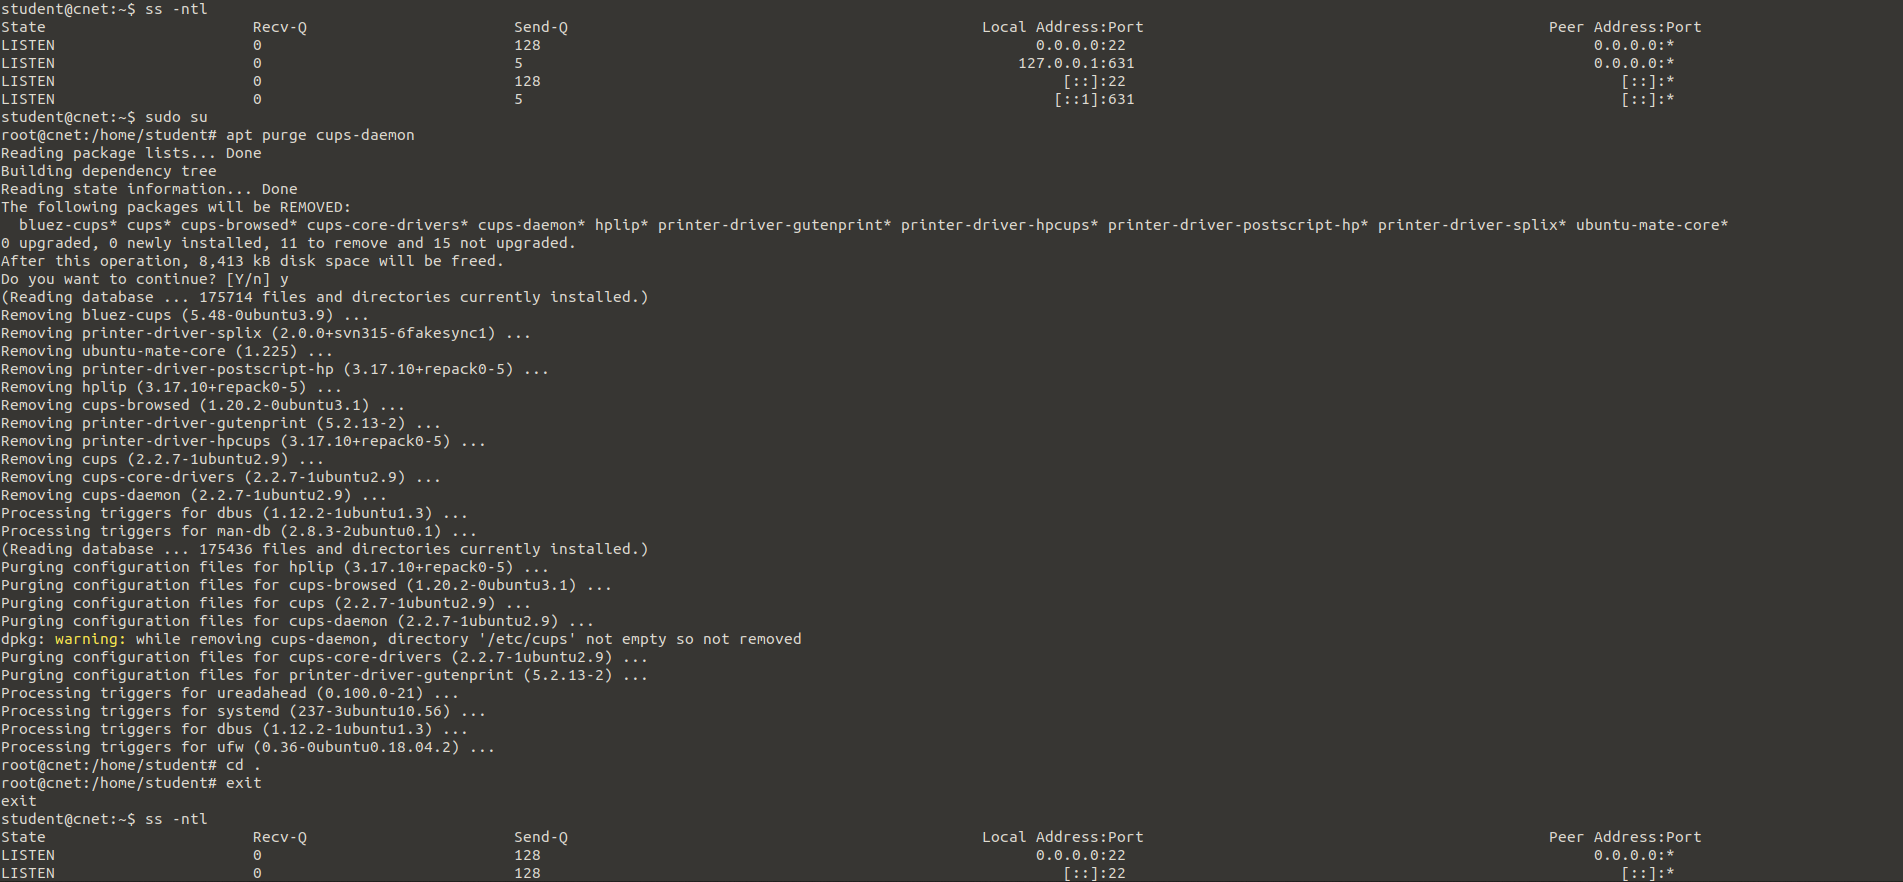 student@cnet:~$ ss -ntl
State Recv-Q Send-Q Local Address:Port Peer Address:Port
LISTEN 0 128 0.0.0.0:22 0.0.0.0:*
LISTEN 0 5 127.0.0.1:631 0.0.0.0:*
LISTEN 0 128 [::]:22 [::]:*
LISTEN 0 5 [::1]:631 [::]:*
student@cnet:~$ sudo su
root@cnet:/home/student# apt purge cups-daemon
Reading package lists... Done
Building dependency tree
Reading state information... Done
The following packages will be REMOVED:
  bluez-cups* cups* cups-browsed* cups-core-drivers* cups-daemon* hplip* printer-driver-gutenprint* printer-driver-hpcups* printer-driver-postscript-hp* printer-driver-splix* ubuntu-mate-core*
0 upgraded, 0 newly installed, 11 to remove and 15 not upgraded.
After this operation, 8,413 kB disk space will be freed.
Do you want to continue? [Y/n] y
(Reading database ... 175714 files and directories currently installed.)
Removing bluez-cups (5.48-0ubuntu3.9) ...
Removing printer-driver-splix (2.0.0+svn315-6fakesync1) ...
Removing ubuntu-mate-core (1.225) ...
Removing printer-driver-postscript-hp (3.17.10+repack0-5) ...
Removing hplip (3.17.10+repack0-5) ...
Removing cups-browsed (1.20.2-0ubuntu3.1) ...
Removing printer-driver-gutenprint (5.2.13-2) ...
Removing printer-driver-hpcups (3.17.10+repack0-5) ...
Removing cups (2.2.7-1ubuntu2.9) ...
Removing cups-core-drivers (2.2.7-1ubuntu2.9) ...
Removing cups-daemon (2.2.7-1ubuntu2.9) ...
Processing triggers for dbus (1.12.2-1ubuntu1.3) ...
Processing triggers for man-db (2.8.3-2ubuntu0.1) ...
(Reading database ... 175436 files and directories currently installed.)
Purging configuration files for hplip (3.17.10+repack0-5) ...
Purging configuration files for cups-browsed (1.20.2-0ubuntu3.1) ...
Purging configuration files for cups (2.2.7-1ubuntu2.9) ...
Purging configuration files for cups-daemon (2.2.7-1ubuntu2.9) ...
dpkg: warning: while removing cups-daemon, directory '/etc/cups' not empty so not removed
Purging configuration files for cups-core-drivers (2.2.7-1ubuntu2.9) ...
Purging configuration files for printer-driver-gutenprint (5.2.13-2) ...
Processing triggers for ureadahead (0.100.0-21) ...
Processing triggers for systemd (237-3ubuntu10.56) ...
Processing triggers for dbus (1.12.2-1ubuntu1.3) ...
Processing triggers for ufw (0.36-0ubuntu0.18.04.2) ...
root@cnet:/home/student# cd .
root@cnet:/home/student# exit
exit
student@cnet:~$ ss -ntl
State Recv-Q Send-Q Local Address:Port Peer Address:Port
LISTEN 0 128 0.0.0.0:22 0.0.0.0:*
LISTEN 0 128 [::]:22 [::]:*